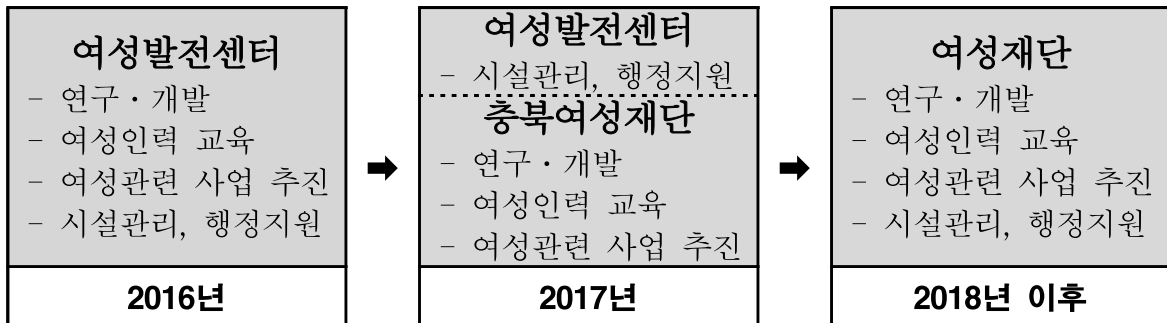 여성발전센터
- 연구·개발
- 여성인력 교육
- 여성관련 사업 추진
- 시설관리, 행정지원
2016년
➡
여성발전센터
- 시설관리, 행정지원
충북여성재단
- 연구·개발
- 여성인력 교육
- 여성관련 사업 추진
2017년
➡
여성재단
- 연구·개발
- 여성인력 교육
- 여성관련 사업 추진
- 시설관리, 행정지원
2018년 이후